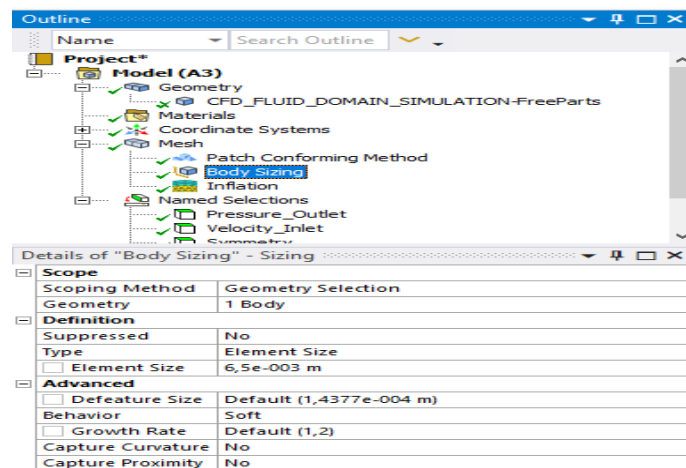 Outline
Name Search Outline
Project*
Model (A3)
Geometry
CFD_FLUID_DOMAIN_SIMULATION-FreeParts
Materials
Coordinate Systems
Mesh
Patch Conforming Method
Body Sizing
Inflation
Named Selections
Pressure_Outlet
Velocity_Inlet
Symmetry
Details of "Body Sizing" - Sizing
Scope
Scoping Method Geometry Selection
Geometry 1 Body
Definition
Suppressed No
Type Element Size
Element Size 6,5e-003 m
Advanced
Defeature Size Default (1,4377e-004 m)
Behavior Soft
Growth Rate Default (1,2)
Capture Curvature No
Capture Proximity No